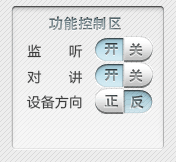 功能控制区
监 听 开 关
对 讲 开 关
设备方向 正 反